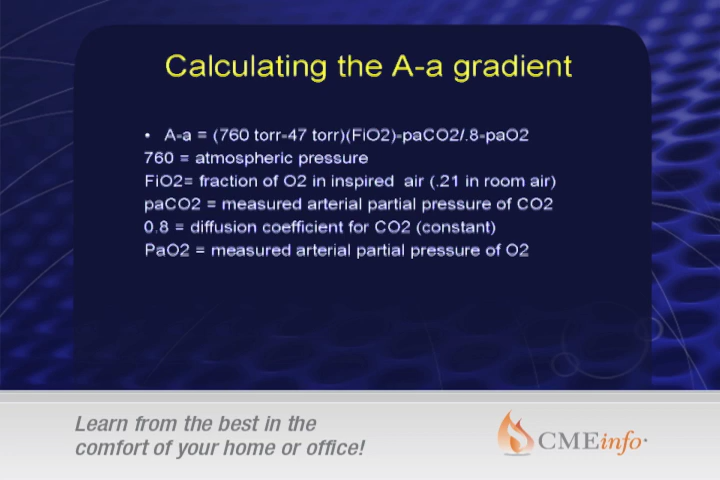 Calculating the A-a gradient
• A-a = (760 torr-47 torr)(FiO2)-paCO2/.8-paO2
760 = atmospheric pressure
FiO2= fraction of O2 in inspired air (.21 in room air)
paCO2 = measured arterial partial pressure of CO2
0.8 = diffusion coefficient for CO2 (constant)
PaO2 = measured arterial partial pressure of O2
Learn from the best in the
comfort of your home or office!
CMEinfo